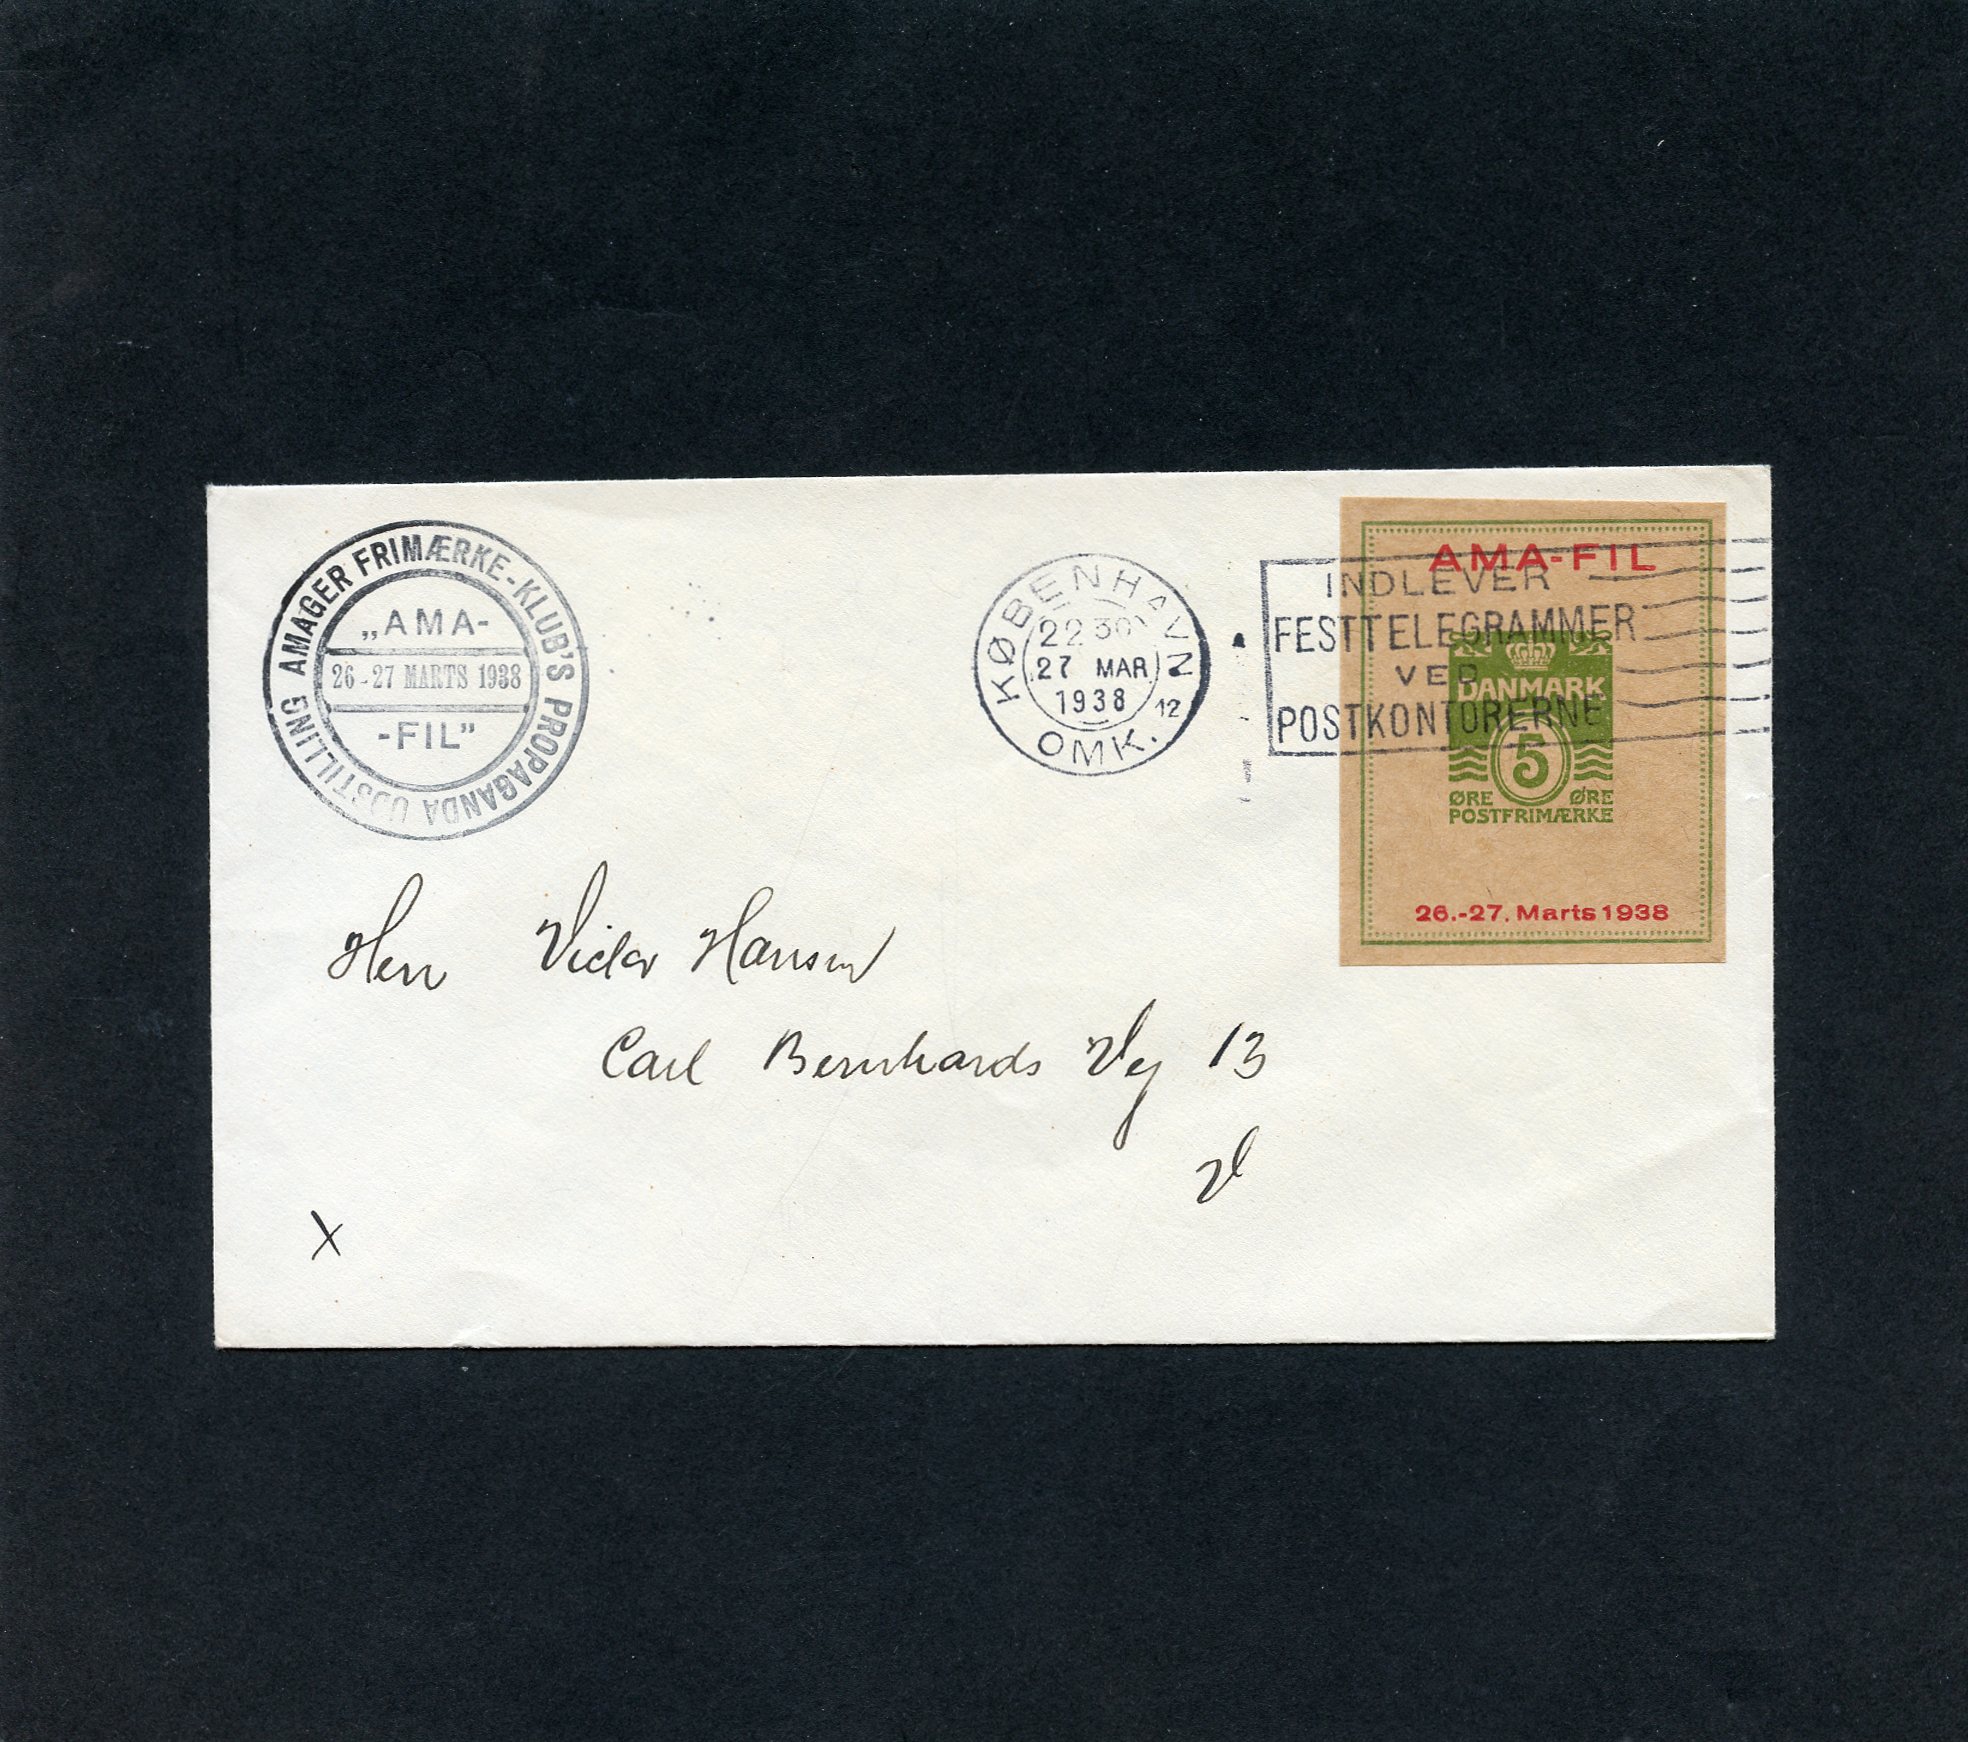 AMAGER FRIMÆRKE-KLUB'S PROPAGANDA UDSTILLING
„AMA-
26-27 MARTS 1938
-FIL”
KØBENHAVN
2230
27 MAR
1938
12
OMK.
INDLEVER
FESTTELEGRAMMER
VED
POSTKONTORERNE
AMA-FIL
DANMARK
5
ØRE ØRE
POSTFRIMÆRKE
26.-27. Marts 1938
Herr Victor Hansen
Carl Bernhards Vej 13
V
X